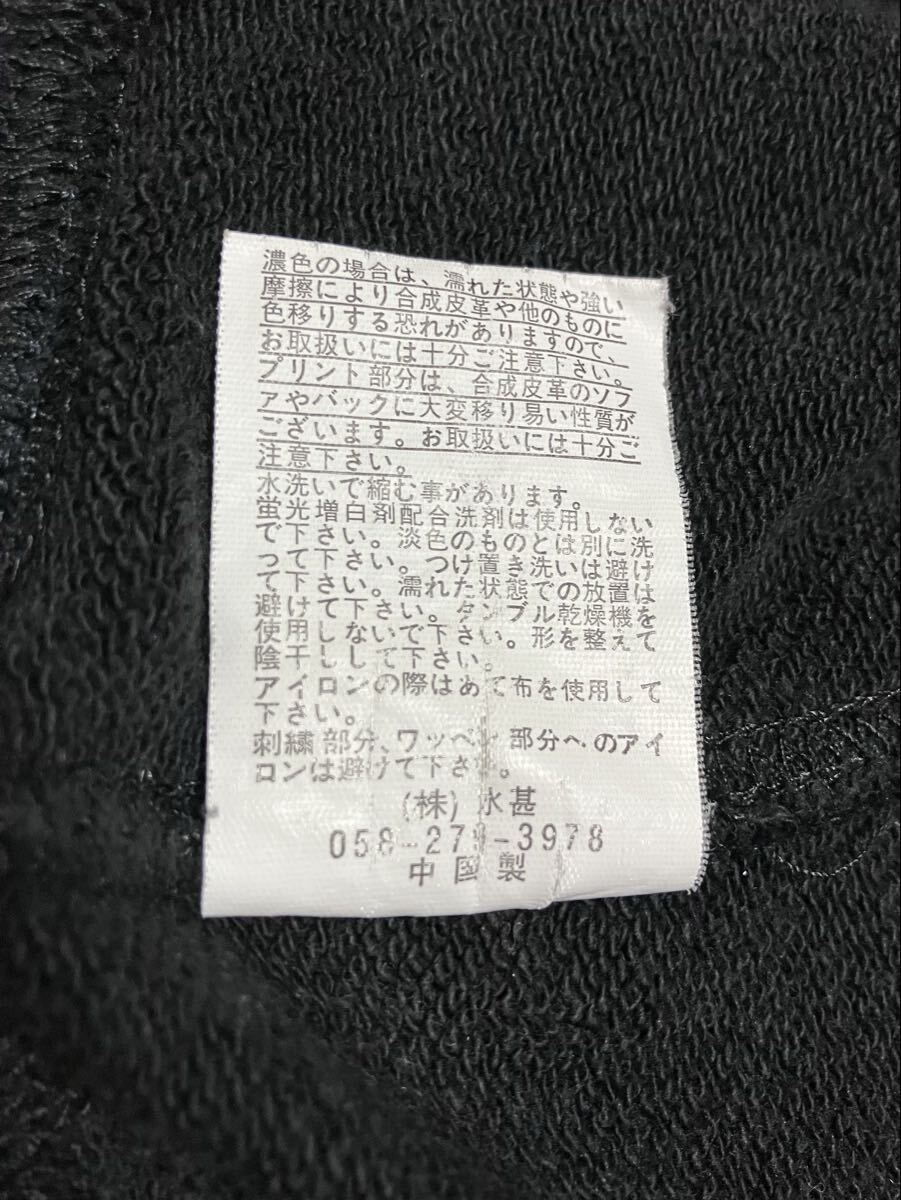 濃色の場合は、濡れた状態や強い
摩擦により合成皮革や他のものに
色移りする恐れがありますので、
お取扱いには十分ご注意下さい。
プリント部分は、合成皮革のソフ
アやバックに大変移り易い性質が
ございます。お取扱いには十分ご
注意下さい。
水洗いで縮む事があります。
蛍光増白剤配合洗剤は使用しない
で下さい。淡色のものとは別に洗
って下さい。つけ置き洗いは避け
て下さい。濡れた状態での放置は
避けて下さい。タンブル乾燥機を
使用しないで下さい。形を整えて
陰干しして下さい。
アイロンの際はあて布を使用して
下さい。
刺繍部分、ワッペン部分へのアイ
ロンは避けて下さい。
(株)水甚
058-279-3978
中国製